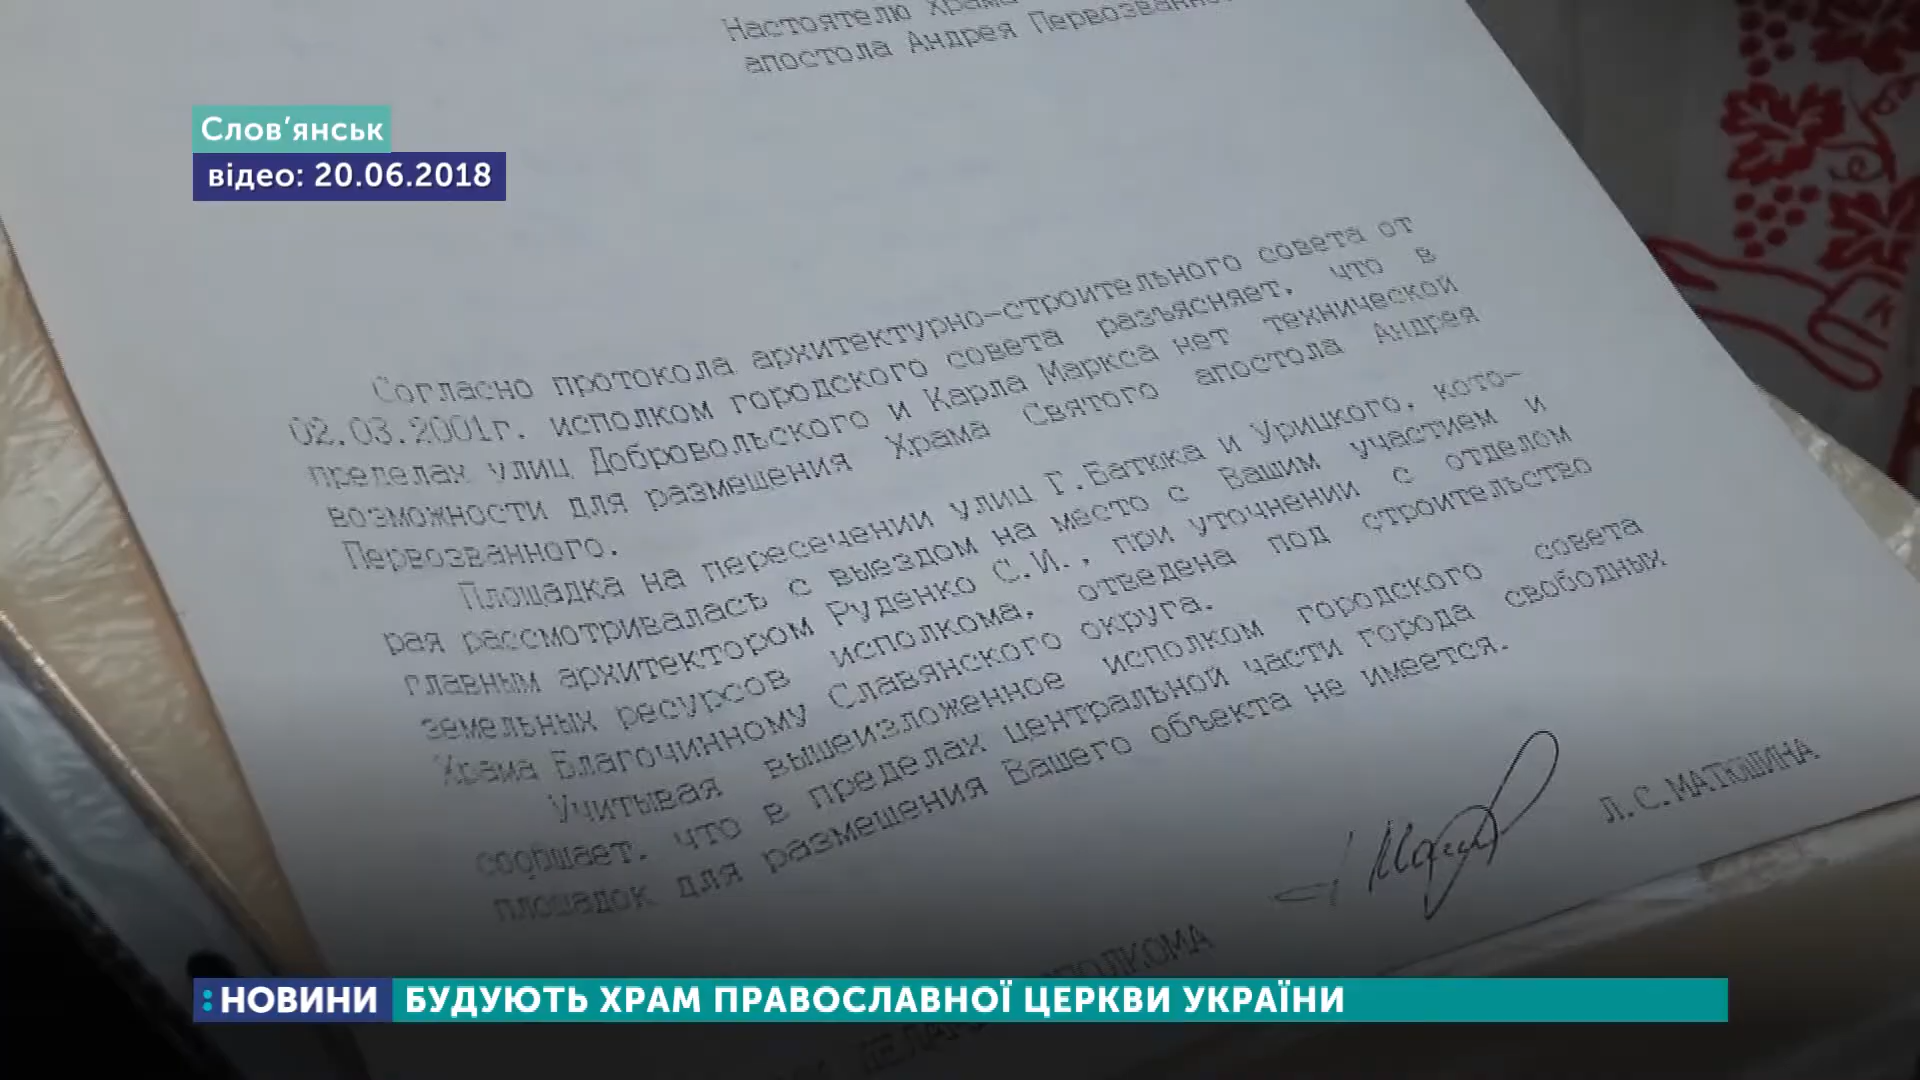 Настоятелю Храма
апостола Андрея Первозванного
Слов’янськ
відео: 20.06.2018
Согласно протокола архитектурно-строительного совета от
02.03.2001г. исполком городского совета разъясняет, что в
пределах улиц Добровольского и Карла Маркса нет технической
возможности для размещения Храма Святого апостола Андрея
Первозванного.
Площадка на пересечении улиц Г.Батюка и Урицкого, кото-
рая рассмотривалась с выездом на место с Вашим участием и
главным архитектором Руденко С.И., при уточнении с отделом
земельных ресурсов исполкома, отведена под строительство
Храма Благочинному Славянского округа.
Учитывая вышеизложенное исполком городского совета
сообщает, что в пределах центральной части города свободных
площадок для размещения Вашего объекта не имеется.
Л.С.МАТЮШИНА
: НОВИНИ БУДУЮТЬ ХРАМ ПРАВОСЛАВНОЇ ЦЕРКВИ УКРАЇНИ